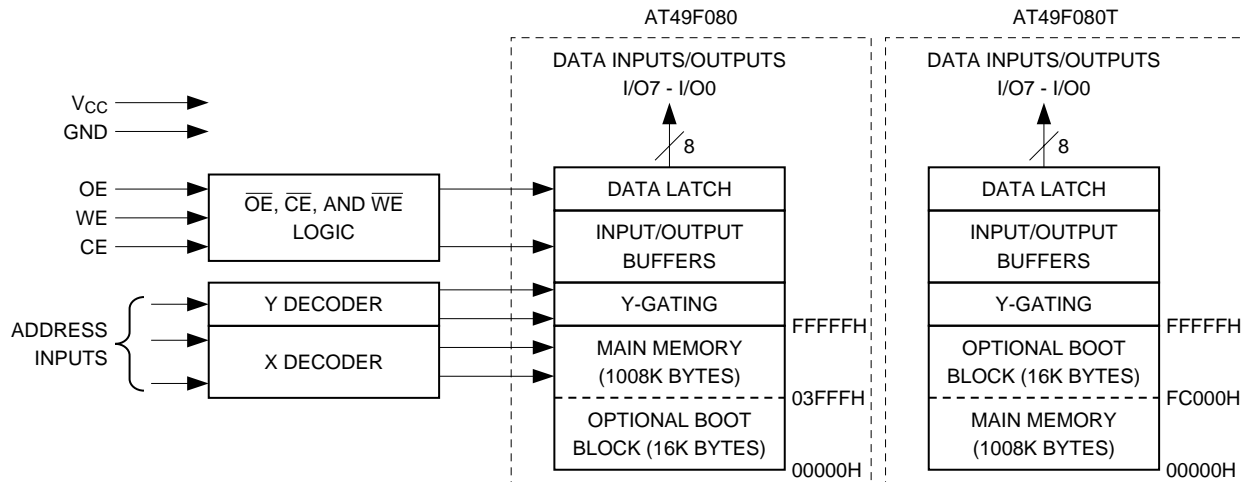 AT49F080
AT49F080T
DATA INPUTS/OUTPUTS
I/O7 - I/O0
DATA INPUTS/OUTPUTS
I/O7 - I/O0
VCC
GND
8
8
OE
WE
CE
OE, CE, AND WE
LOGIC
DATA LATCH
INPUT/OUTPUT
BUFFERS
DATA LATCH
INPUT/OUTPUT
BUFFERS
ADDRESS
INPUTS
Y DECODER
X DECODER
Y-GATING
FFFFFH
MAIN MEMORY
(1008K BYTES)
03FFFH
OPTIONAL BOOT
BLOCK (16K BYTES)
00000H
Y-GATING
FFFFFH
OPTIONAL BOOT
BLOCK (16K BYTES)
FC000H
MAIN MEMORY
(1008K BYTES)
00000H